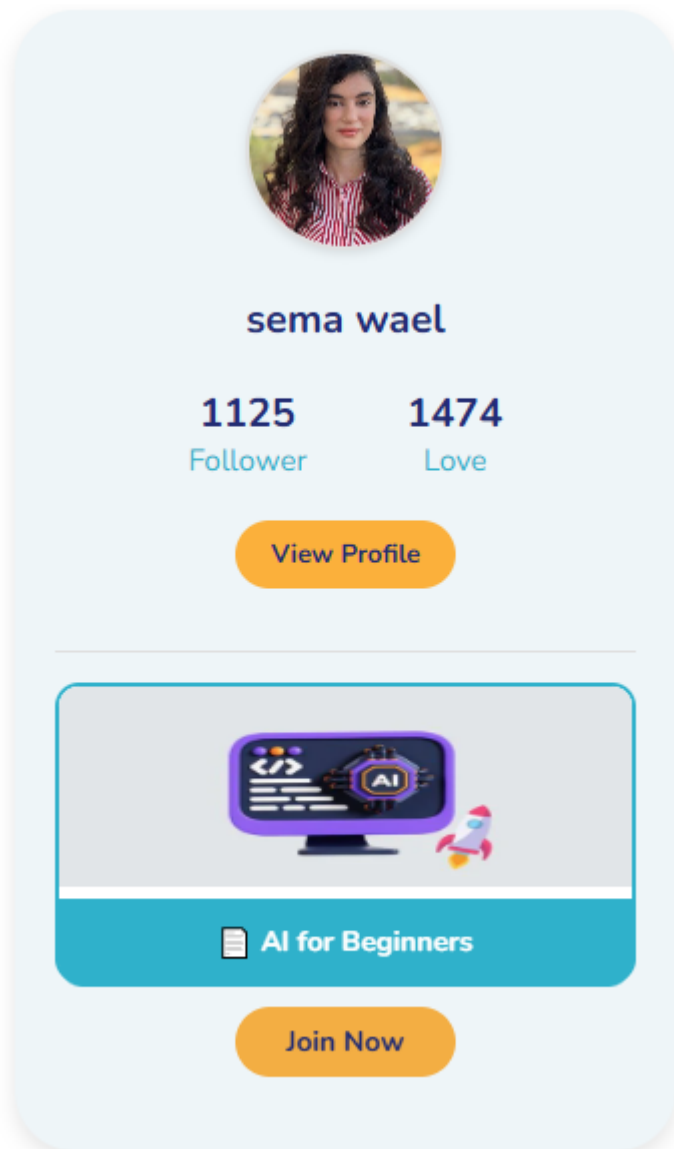 sema wael
1125 1474
Follower Love
View Profile
</>
AI
AI for Beginners
Join Now